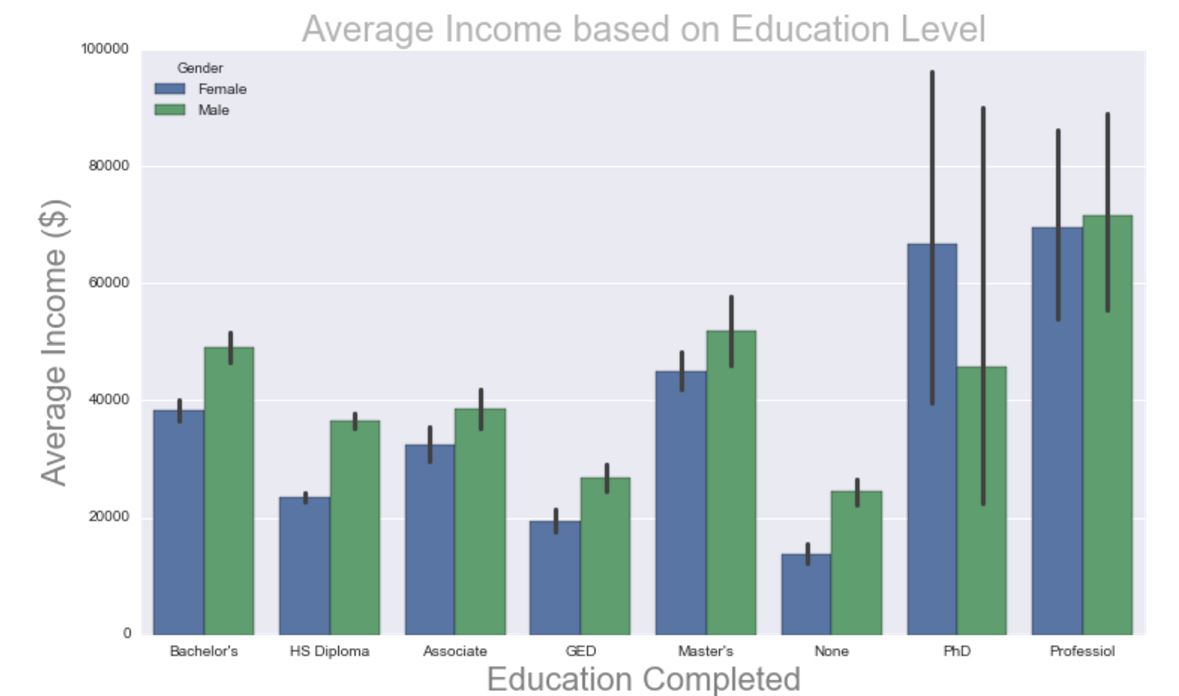 Average Income based on Education Level
100000
80000
60000
40000
20000
0
Average Income ($)
Gender
Female
Male
Bachelor's HS Diploma Associate GED Master's None PhD Professiol
Education Completed